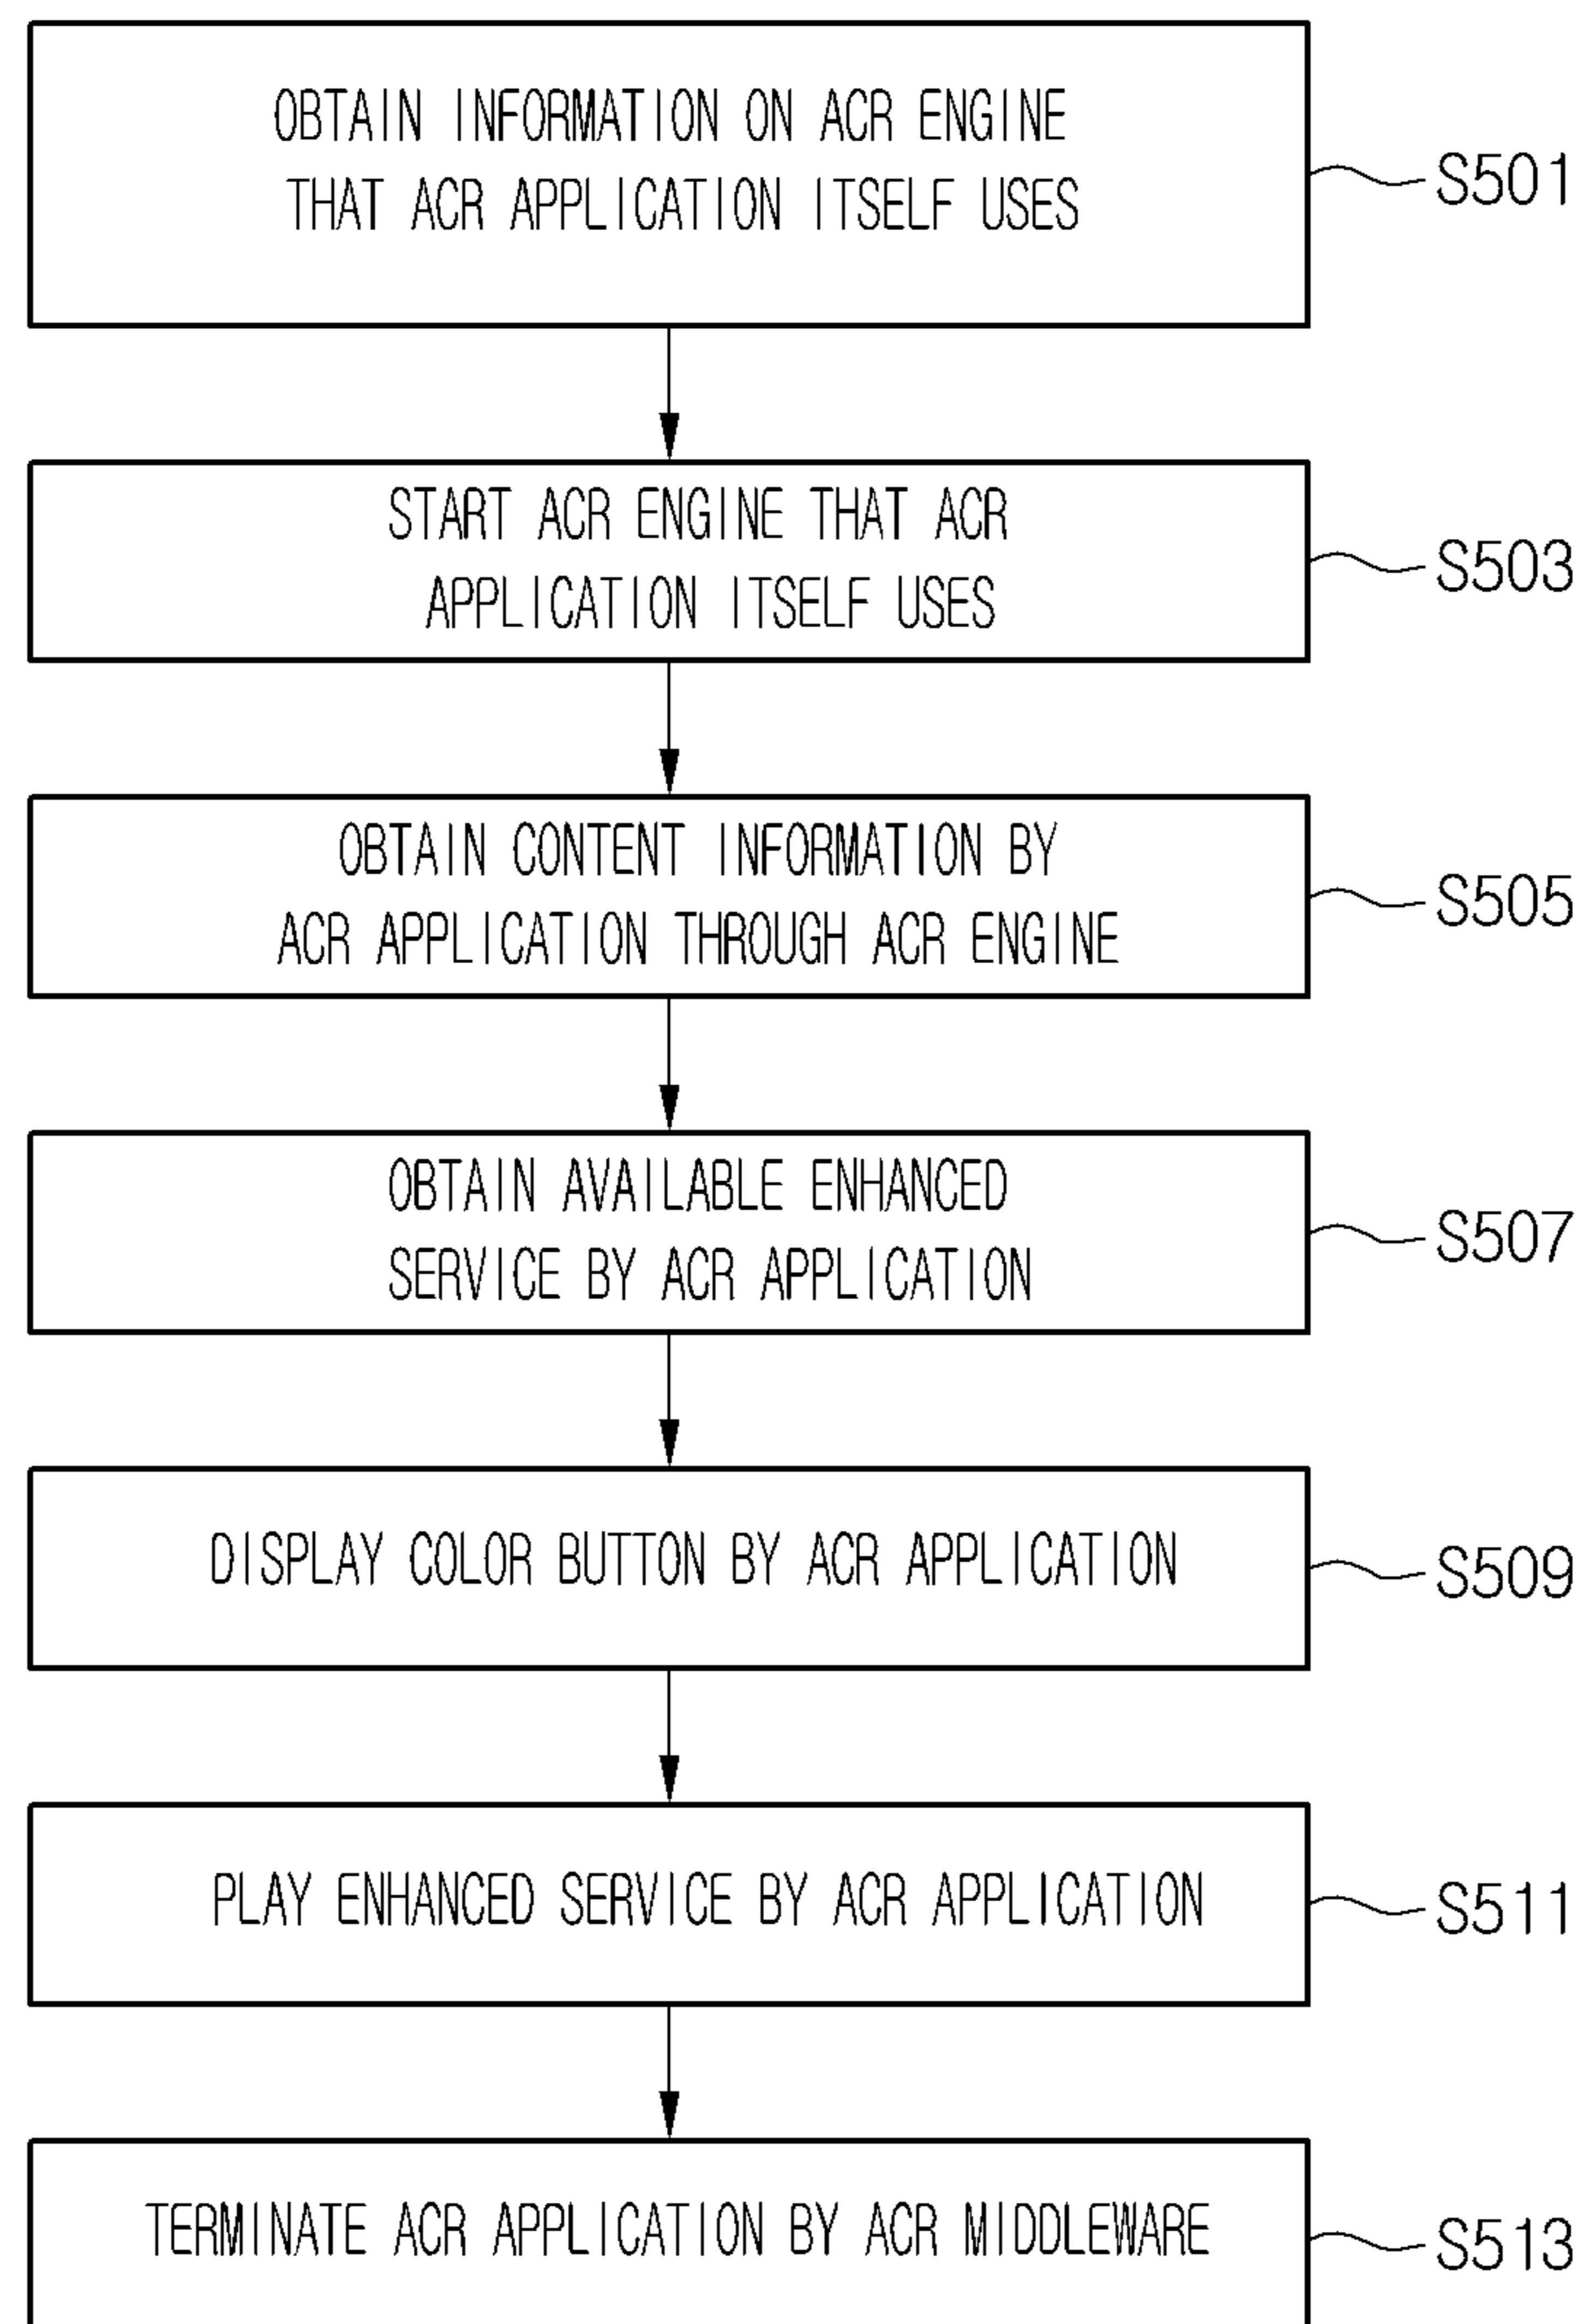 OBTAIN INFORMATION ON ACR ENGINE
THAT ACR APPLICATION ITSELF USES
S501
START ACR ENGINE THAT ACR
APPLICATION ITSELF USES
S503
OBTAIN CONTENT INFORMATION BY
ACR APPLICATION THROUGH ACR ENGINE
S505
OBTAIN AVAILABLE ENHANCED
SERVICE BY ACR APPLICATION
S507
DISPLAY COLOR BUTTON BY ACR APPLICATION
S509
PLAY ENHANCED SERVICE BY ACR APPLICATION
S511
TERMINATE ACR APPLICATION BY ACR MIDDLEWARE
S513